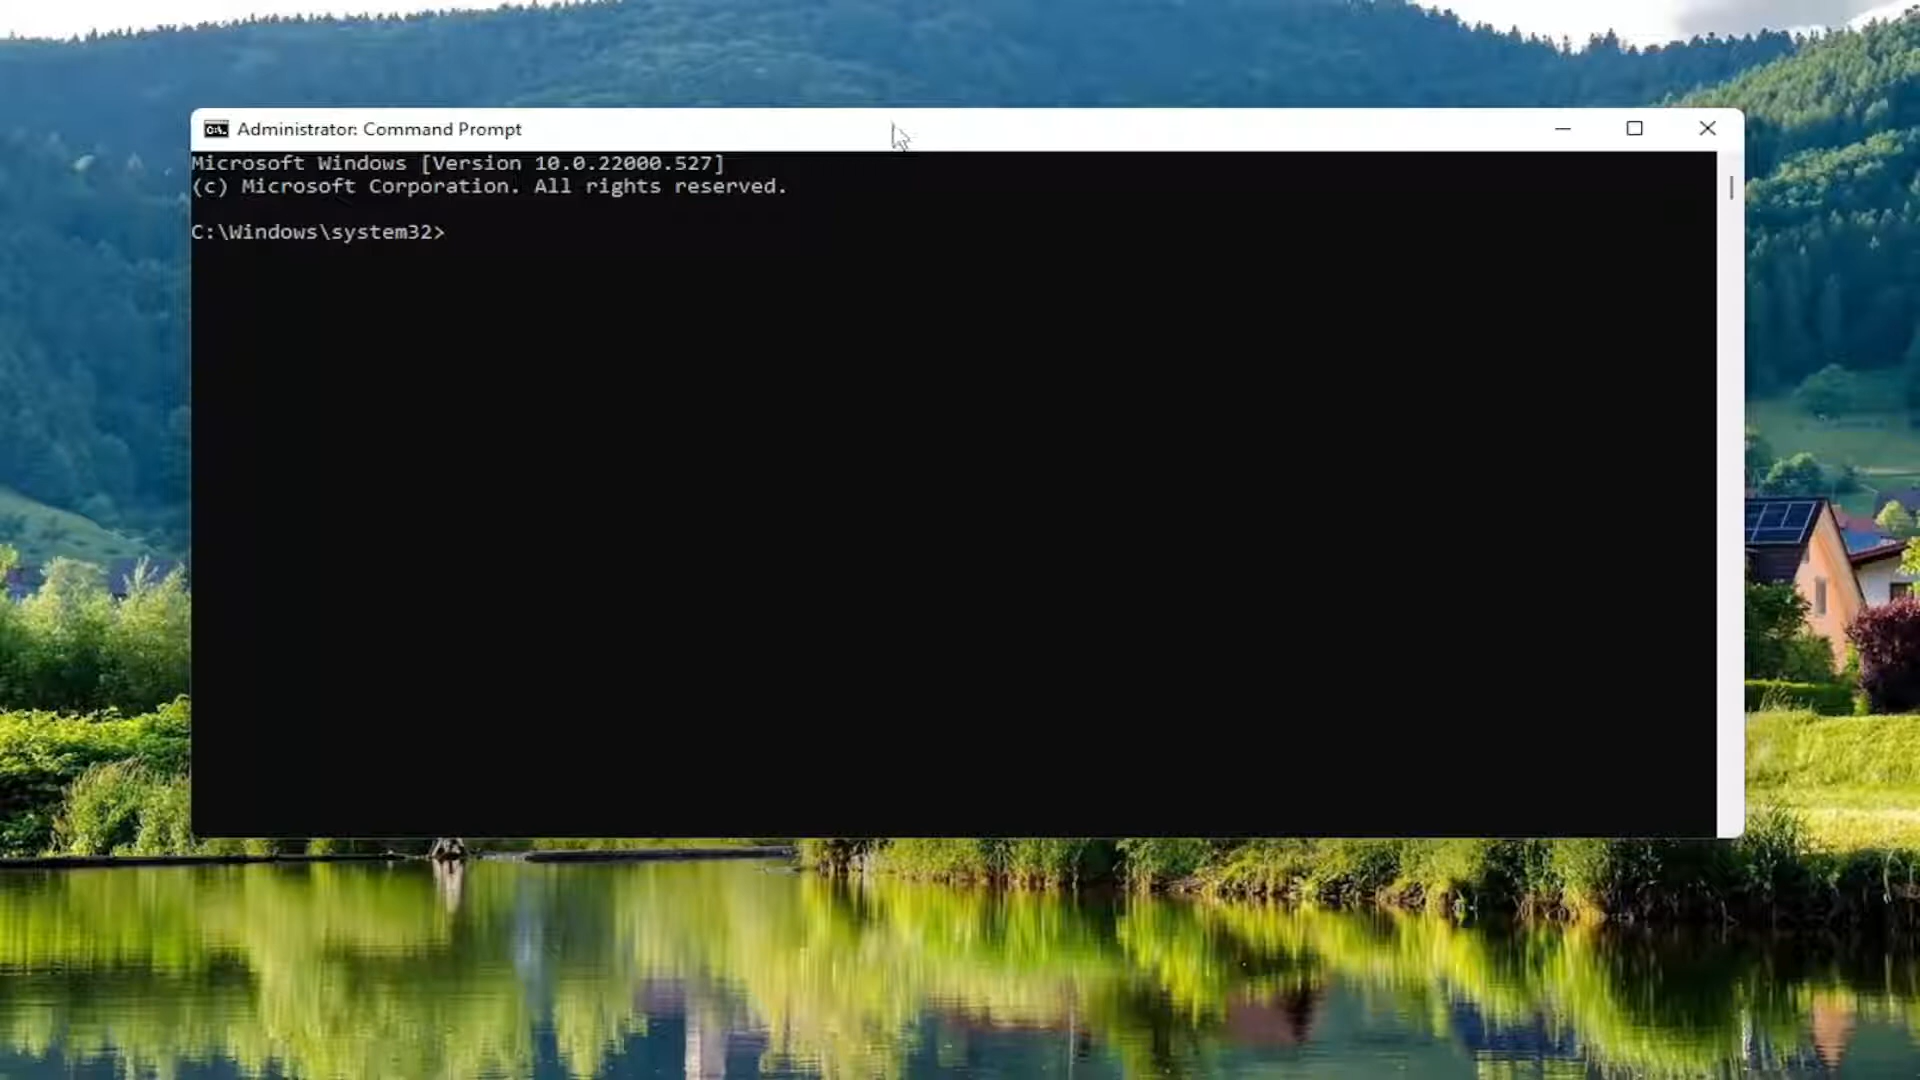 Administrator: Command Prompt
Microsoft Windows [Version 10.0.22000.527]
(c) Microsoft Corporation. All rights reserved.
C:\Windows\system32>